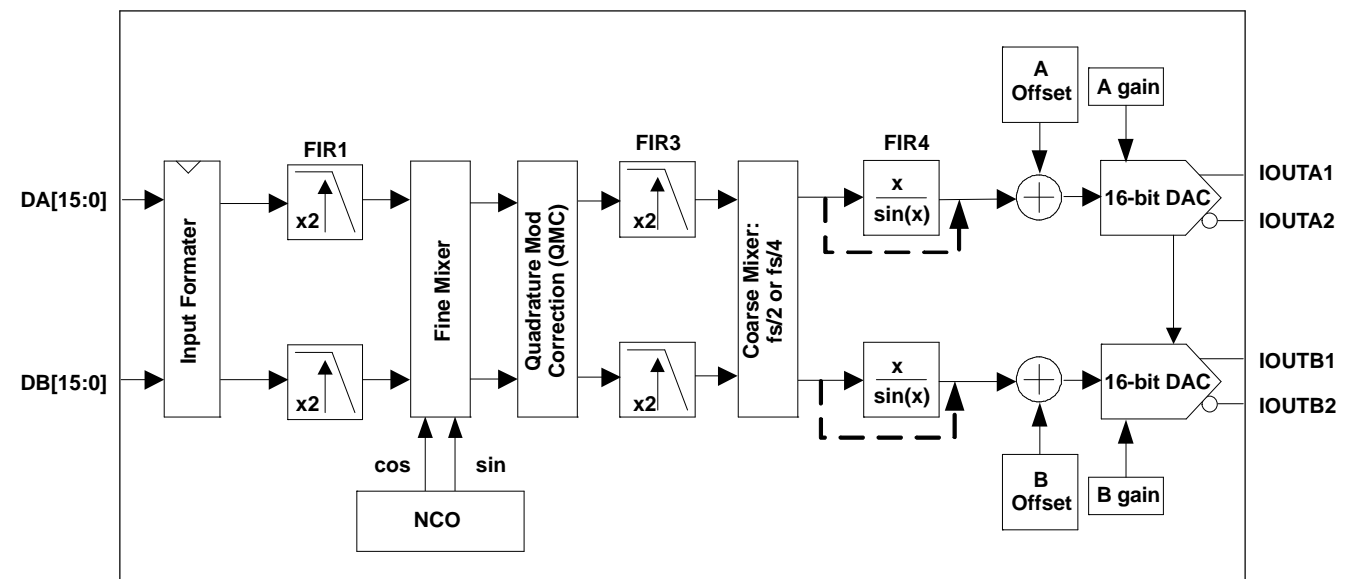 A
Offset
A gain
FIR1
FIR3
FIR4
DA[15:0]
DB[15:0]
Input Formater
x2
x2
Fine Mixer
Quadrature Mod
Correction (QMC)
x2
x2
Coarse Mixer:
fs/2 or fs/4
x
sin(x)
x
sin(x)
16-bit DAC
IOUTA1
IOUTA2
16-bit DAC
IOUTB1
IOUTB2
cos
sin
NCO
B
Offset
B gain